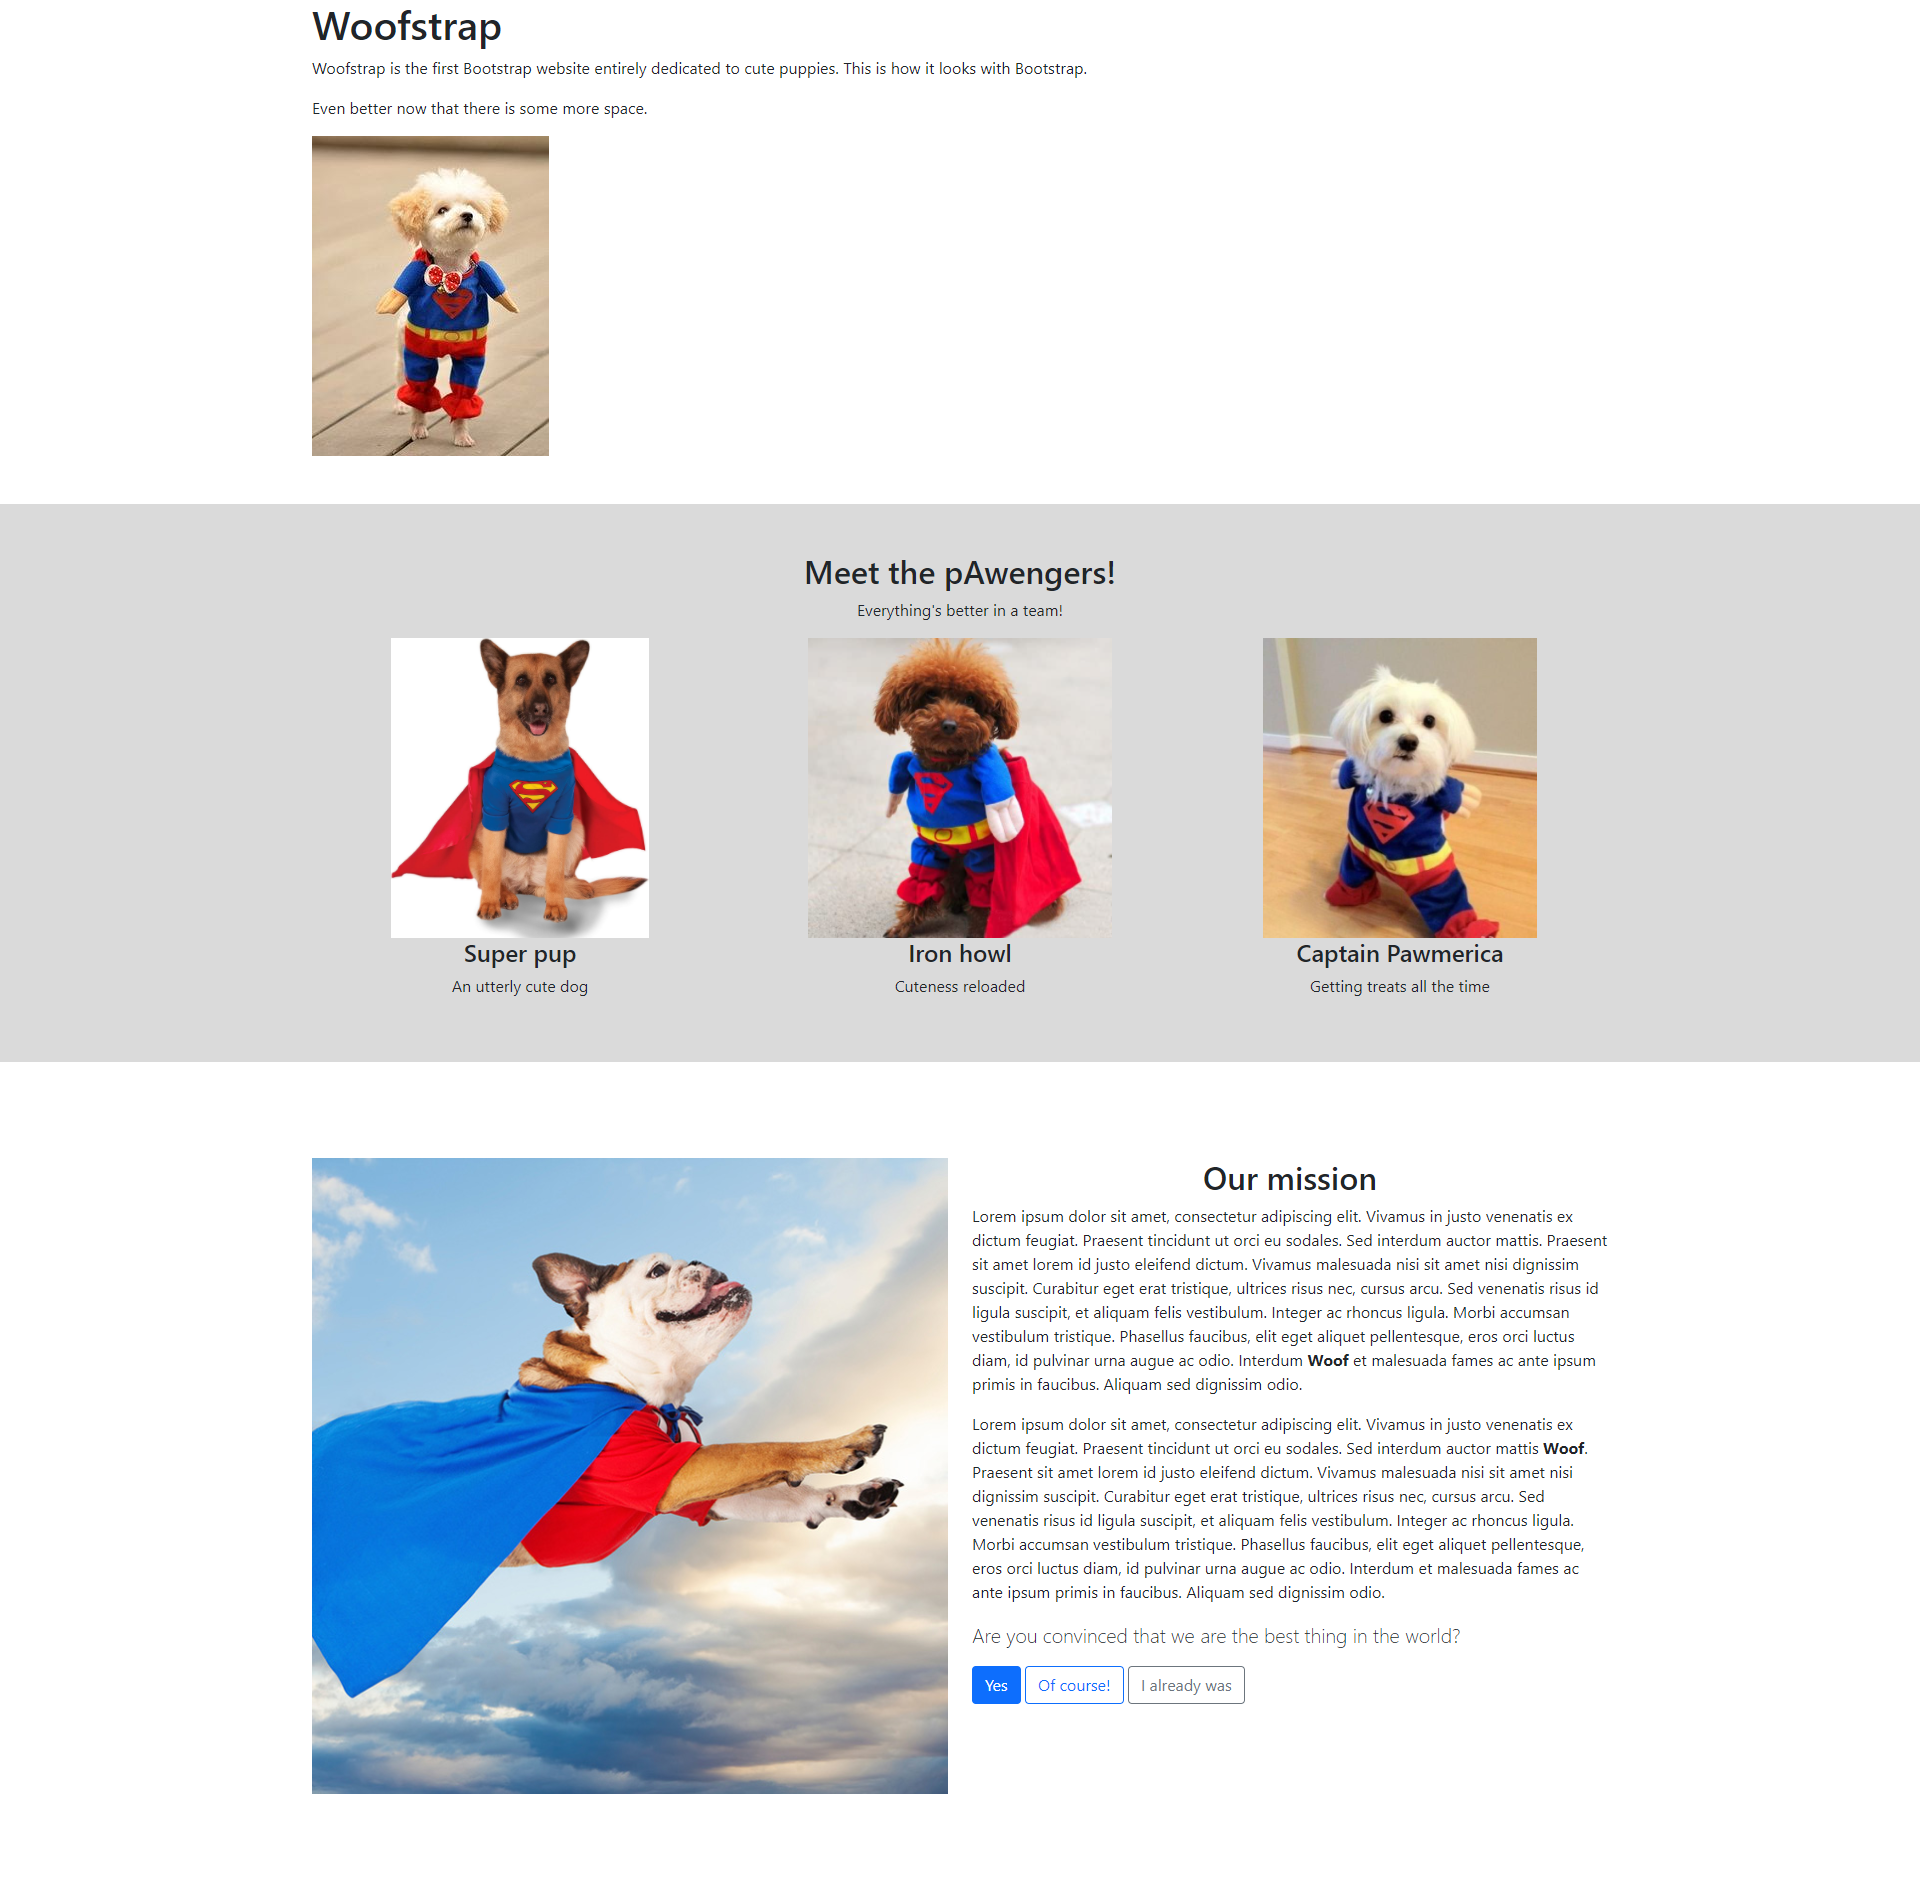 Woofstrap
Woofstrap is the first Bootstrap website entirely dedicated to cute puppies. This is how it looks with Bootstrap.
Even better now that there is some more space.
Meet the pAwengers!
Everything's better in a team!
Super pup
Iron howl
Captain Pawmerica
An utterly cute dog
Cuteness reloaded
Getting treats all the time
Our mission
Lorem ipsum dolor sit amet, consectetur adipiscing elit. Vivamus in justo venenatis ex
dictum feugiat. Praesent tincidunt ut orci eu sodales. Sed interdum auctor mattis. Praesent
sit amet lorem id justo eleifend dictum. Vivamus malesuada nisi sit amet nisi dignissim
suscipit. Curabitur eget erat tristique, ultrices risus nec, cursus arcu. Sed venenatis risus id
ligula suscipit, et aliquam felis vestibulum. Integer ac rhoncus ligula. Morbi accumsan
vestibulum tristique. Phasellus faucibus, elit eget aliquet pellentesque, eros orci luctus
diam, id pulvinar urna augue ac odio. Interdum Woof et malesuada fames ac ante ipsum
primis in faucibus. Aliquam sed dignissim odio.
Lorem ipsum dolor sit amet, consectetur adipiscing elit. Vivamus in justo venenatis ex
dictum feugiat. Praesent tincidunt ut orci eu sodales. Sed interdum auctor mattis Woof.
Praesent sit amet lorem id justo eleifend dictum. Vivamus malesuada nisi sit amet nisi
dignissim suscipit. Curabitur eget erat tristique, ultrices risus nec, cursus arcu. Sed
venenatis risus id ligula suscipit, et aliquam felis vestibulum. Integer ac rhoncus ligula.
Morbi accumsan vestibulum tristique. Phasellus faucibus, elit eget aliquet pellentesque,
eros orci luctus diam, id pulvinar urna augue ac odio. Interdum et malesuada fames ac
ante ipsum primis in faucibus. Aliquam sed dignissim odio.
Are you convinced that we are the best thing in the world?
Yes
Of course!
I already was